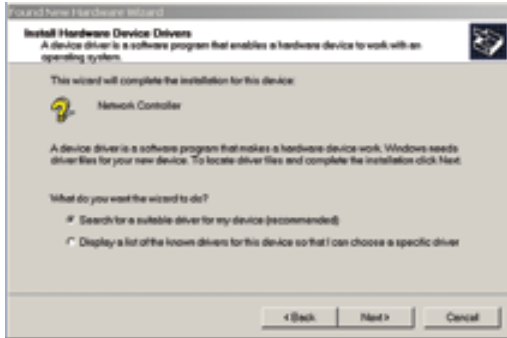 Found New Hardware Wizard
Install Hardware Device Drivers
A device driver is a software program that enables a hardware device to work with an
operating system.
This wizard will complete the installation for this device:
Network Controller
A device driver is a software program that makes a hardware device work. Windows needs
driver files for your new device. To locate driver files and complete the installation click Next.
What do you want the wizard to do?
Search for a suitable driver for my device (recommended)
Display a list of the known drivers for this device so that I can choose a specific driver
< Back
Next >
Cancel